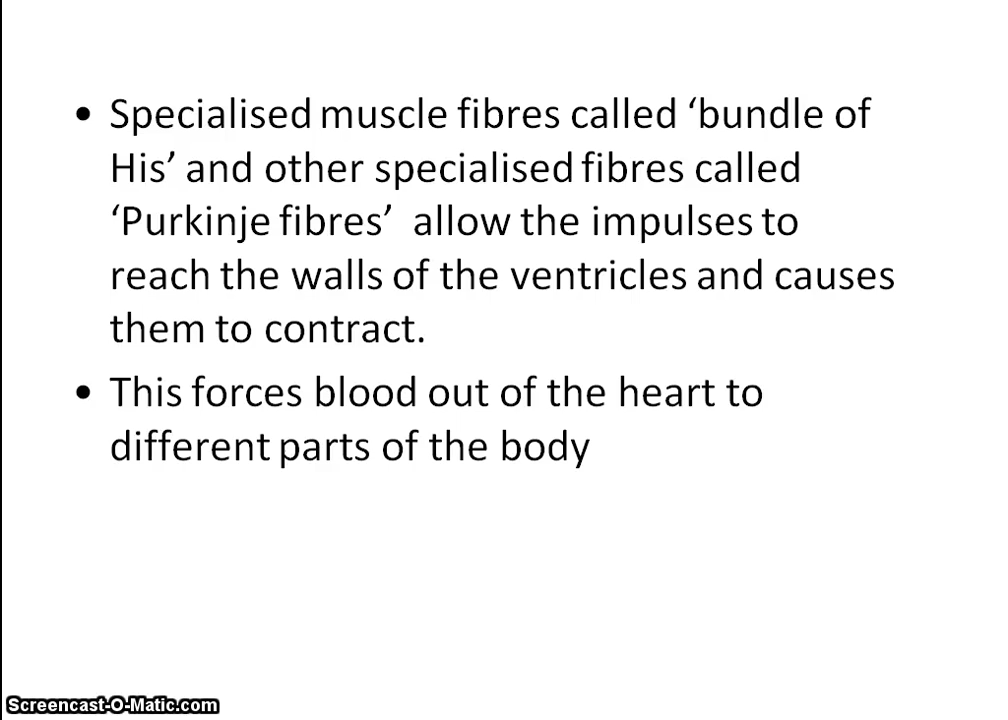 • Specialised muscle fibres called ‘bundle of
His’ and other specialised fibres called
‘Purkinje fibres’  allow the impulses to
reach the walls of the ventricles and causes
them to contract.
• This forces blood out of the heart to
different parts of the body
Screencast-O-Matic.com